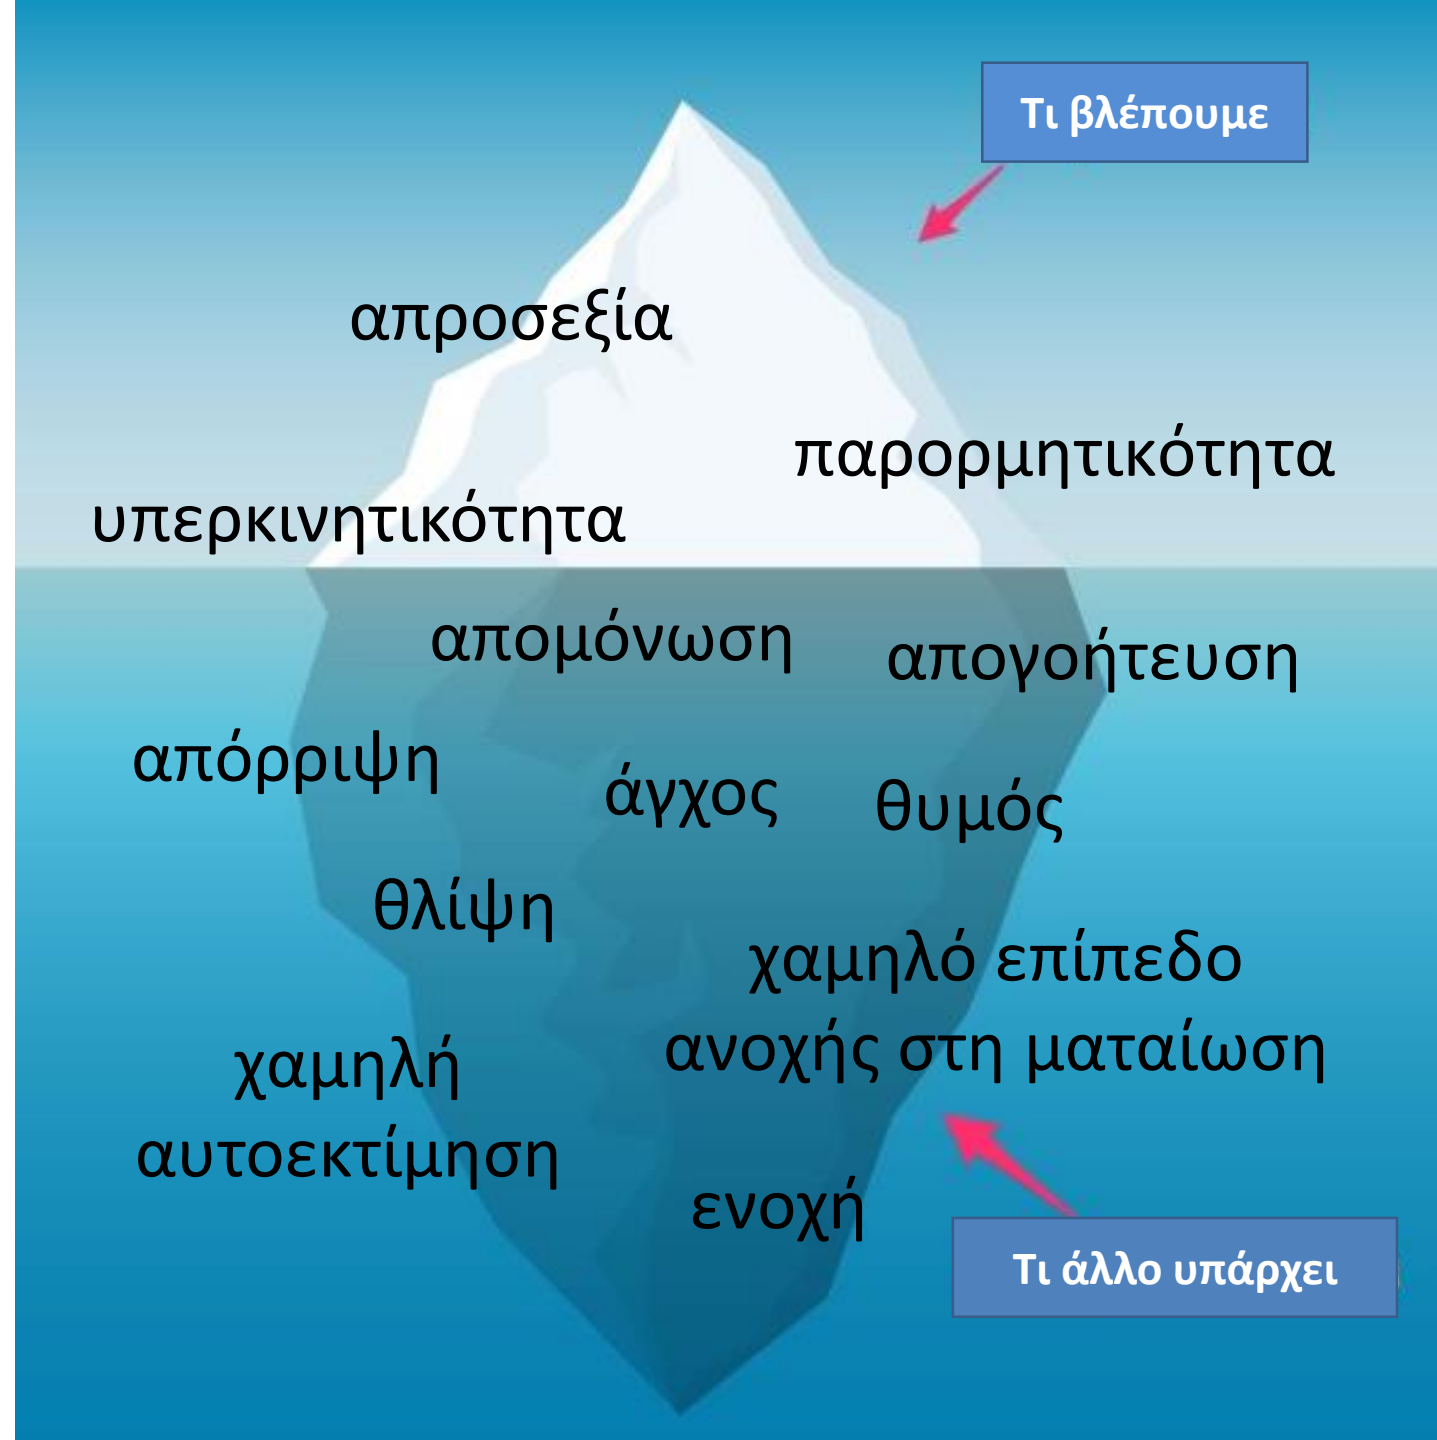 Τι βλέπουμε
απροσεξία
παρορμητικότητα
υπερκινητικότητα
απομόνωση
απογοήτευση
απόρριψη
άγχος
θυμός
θλίψη
χαμηλό επίπεδο
ανοχής στη ματαίωση
χαμηλή
αυτοεκτίμηση
ενοχή
Τι άλλο υπάρχει